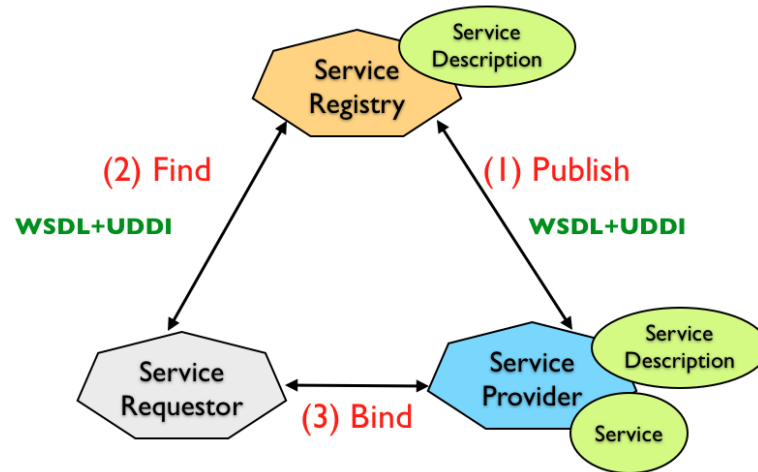 Service
Description
Service
Registry
(2) Find
(1) Publish
WSDL+UDDI
WSDL+UDDI
Service
Description
Service
Requestor
Service
Provider
(3) Bind
Service